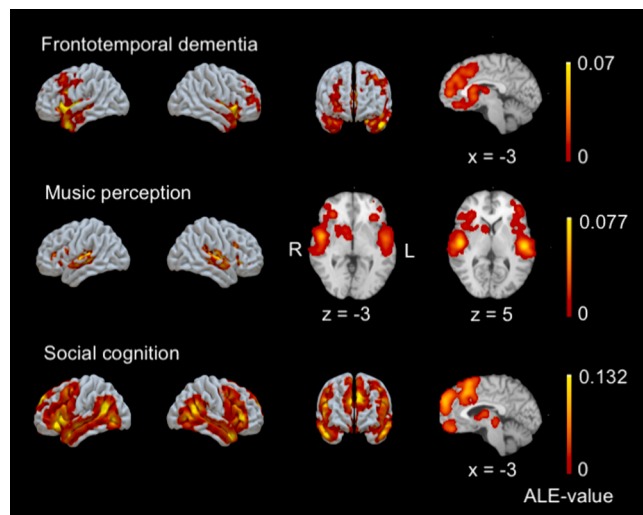 Frontotemporal dementia
0.07
0
x = -3
Music perception
0.077
R
L
0
z = -3
z = 5
Social cognition
0.132
0
x = -3
ALE-value